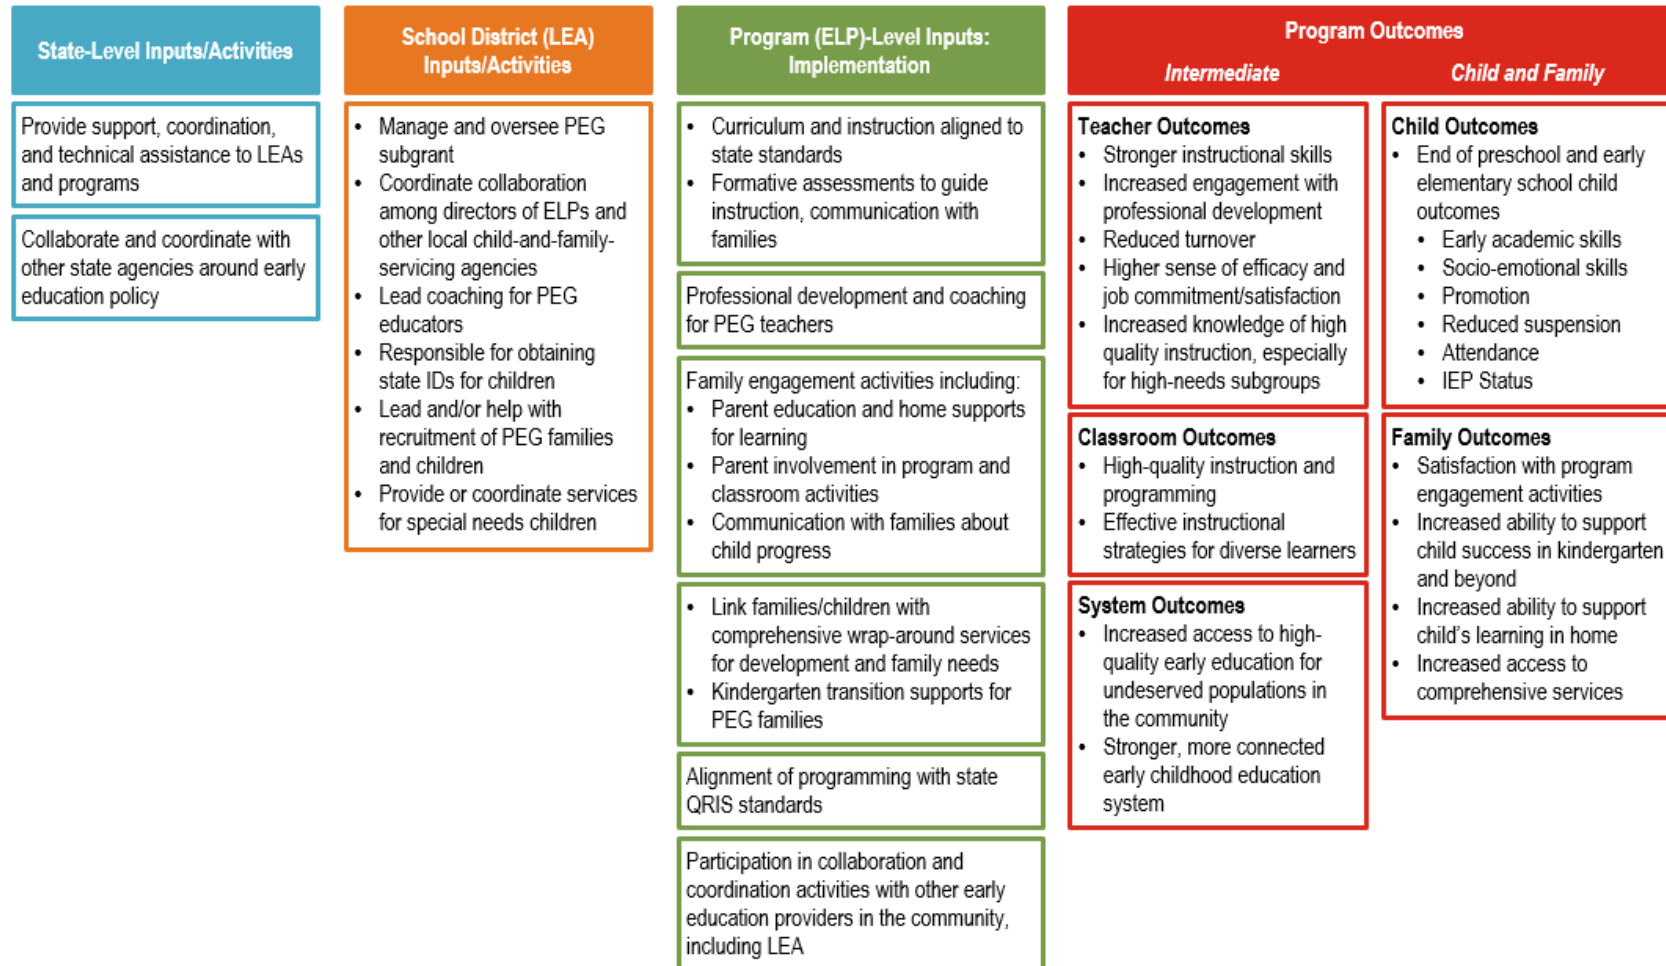 State-Level Inputs/Activities
Provide support, coordination,
and technical assistance to LEAs
and programs
Collaborate and coordinate with
other state agencies around early
education policy
School District (LEA)
Inputs/Activities
• Manage and oversee PEG
subgrant
• Coordinate collaboration
among directors of ELPs and
other local child-and-family-
servicing agencies
• Lead coaching for PEG
educators
• Responsible for obtaining
state IDs for children
• Lead and/or help with
recruitment of PEG families
and children
• Provide or coordinate services
for special needs children
Program (ELP)-Level Inputs:
Implementation
• Curriculum and instruction aligned to
state standards
• Formative assessments to guide
instruction, communication with
families
Professional development and coaching
for PEG teachers
Family engagement activities including:
• Parent education and home supports
for learning
• Parent involvement in program and
classroom activities
• Communication with families about
child progress
• Link families/children with
comprehensive wrap-around services
for development and family needs
• Kindergarten transition supports for
PEG families
Alignment of programming with state
QRIS standards
Participation in collaboration and
coordination activities with other early
education providers in the community,
including LEA
Program Outcomes
Intermediate
Teacher Outcomes
• Stronger instructional skills
• Increased engagement with
professional development
• Reduced turnover
• Higher sense of efficacy and
job commitment/satisfaction
• Increased knowledge of high
quality instruction, especially
for high-needs subgroups
Classroom Outcomes
• High-quality instruction and
programming
• Effective instructional
strategies for diverse learners
System Outcomes
• Increased access to high-
quality early education for
undeserved populations in
the community
• Stronger, more connected
early childhood education
system
Child and Family
Child Outcomes
• End of preschool and early
elementary school child
outcomes
• Early academic skills
• Socio-emotional skills
• Promotion
• Reduced suspension
• Attendance
• IEP Status
Family Outcomes
• Satisfaction with program
engagement activities
• Increased ability to support
child success in kindergarten
and beyond
• Increased ability to support
child's learning in home
• Increased access to
comprehensive services